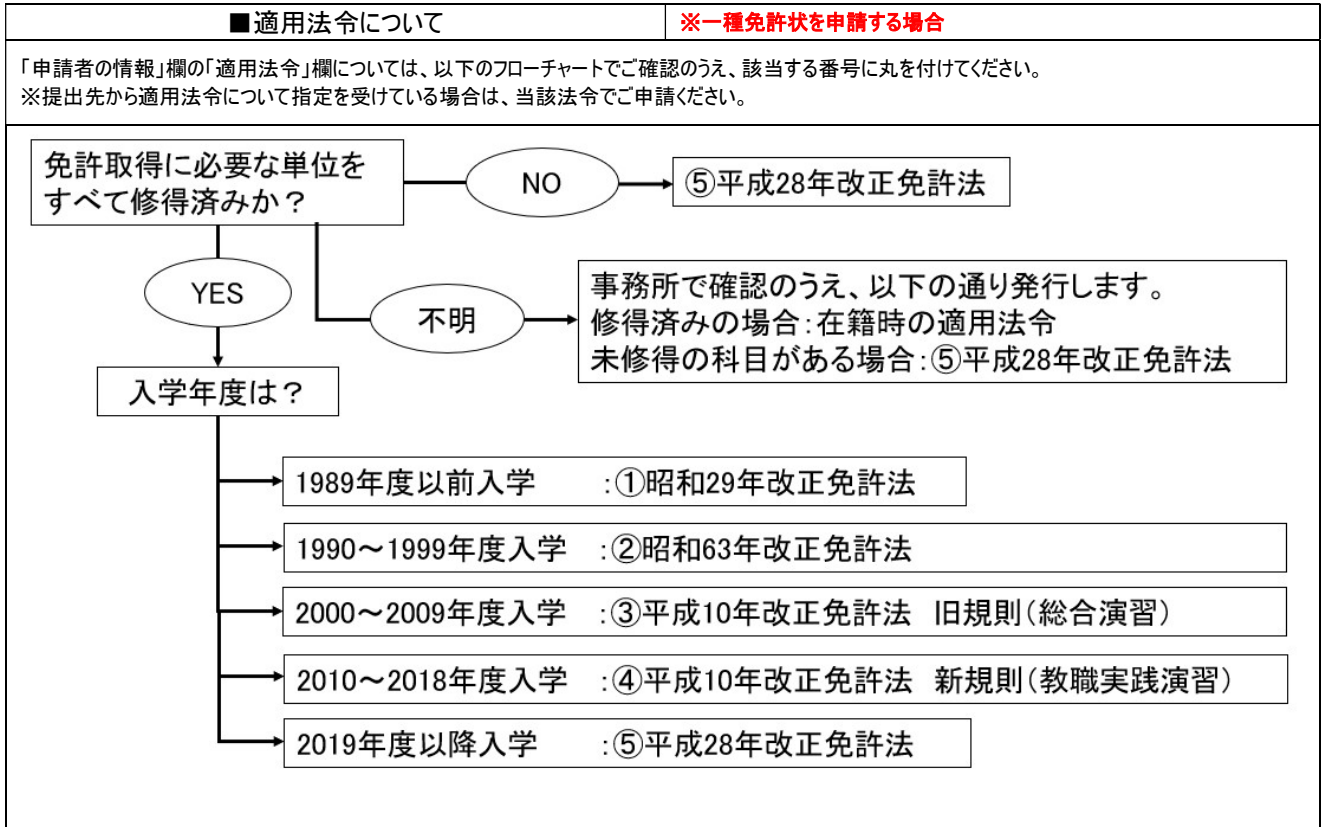 ■適用法令について
※一種免許状を申請する場合
「申請者の情報」欄の「適用法令」欄については、以下のフローチャートでご確認のうえ、該当する番号に丸を付けてください。
※提出先から適用法令について指定を受けている場合は、当該法令でご申請ください。
免許取得に必要な単位を
すべて修得済みか？
NO
⑤平成28年改正免許法
YES
不明
事務所で確認のうえ、以下の通り発行します。
修得済みの場合：在籍時の適用法令
未修得の科目がある場合：⑤平成28年改正免許法
入学年度は？
1989年度以前入学　　：①昭和29年改正免許法
1990～1999年度入学　：②昭和63年改正免許法
2000～2009年度入学　：③平成10年改正免許法　旧規則（総合演習）
2010～2018年度入学　：④平成10年改正免許法　新規則（教職実践演習）
2019年度以降入学　　：⑤平成28年改正免許法